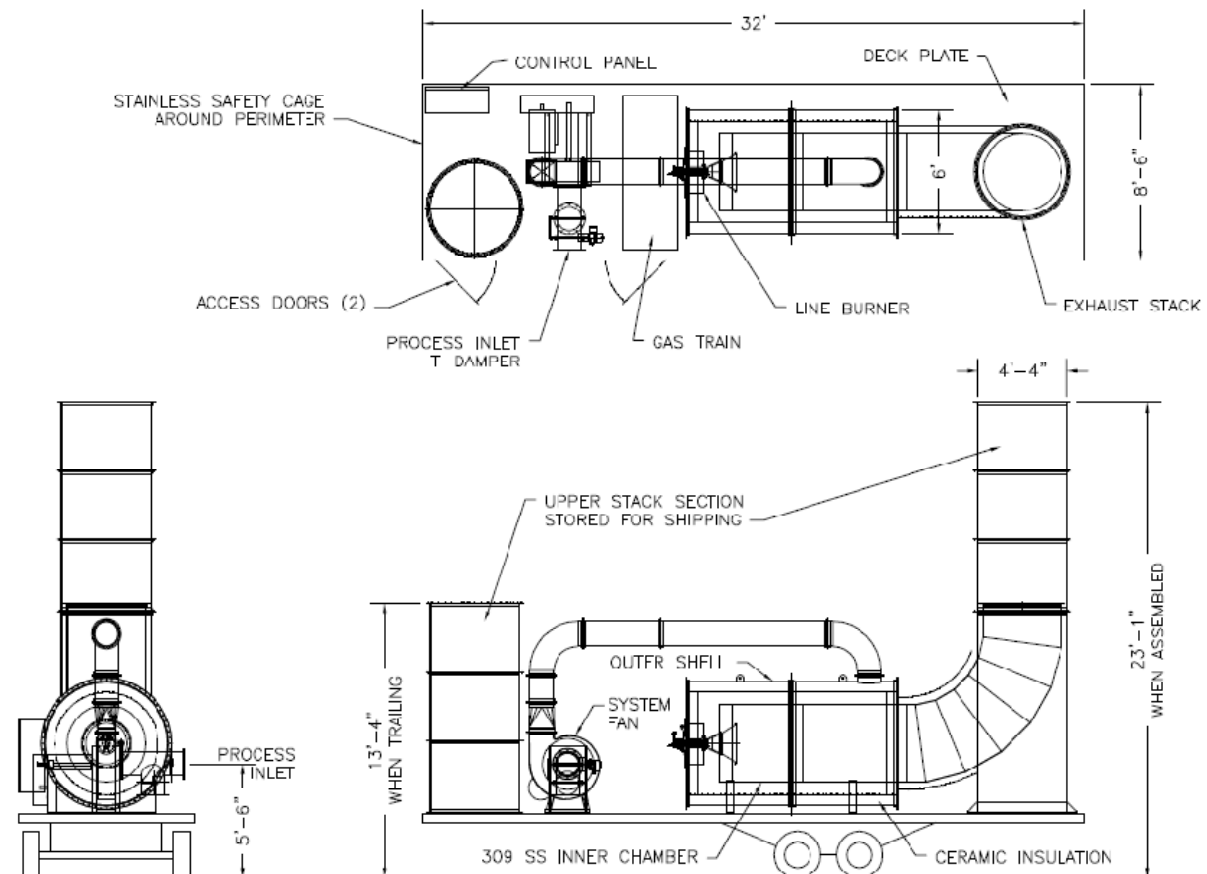 32'
CONTROL PANEL
DECK PLATE
STAINLESS SAFETY CAGE
AROUND PERIMETER
6'
8'-6"
ACCESS DOORS (2)
LINE BURNER
EXHAUST STACK
PROCESS INLET
T DAMPER
GAS TRAIN
4'-4"
UPPER STACK SECTION
STORED FOR SHIPPING
23'-1"
WHEN ASSEMBLED
OUTER SHELL
SYSTEM
FAN
13'-4"
WHEN TRAILING
PROCESS
INLET
5'-6"
309 SS INNER CHAMBER
CERAMIC INSULATION